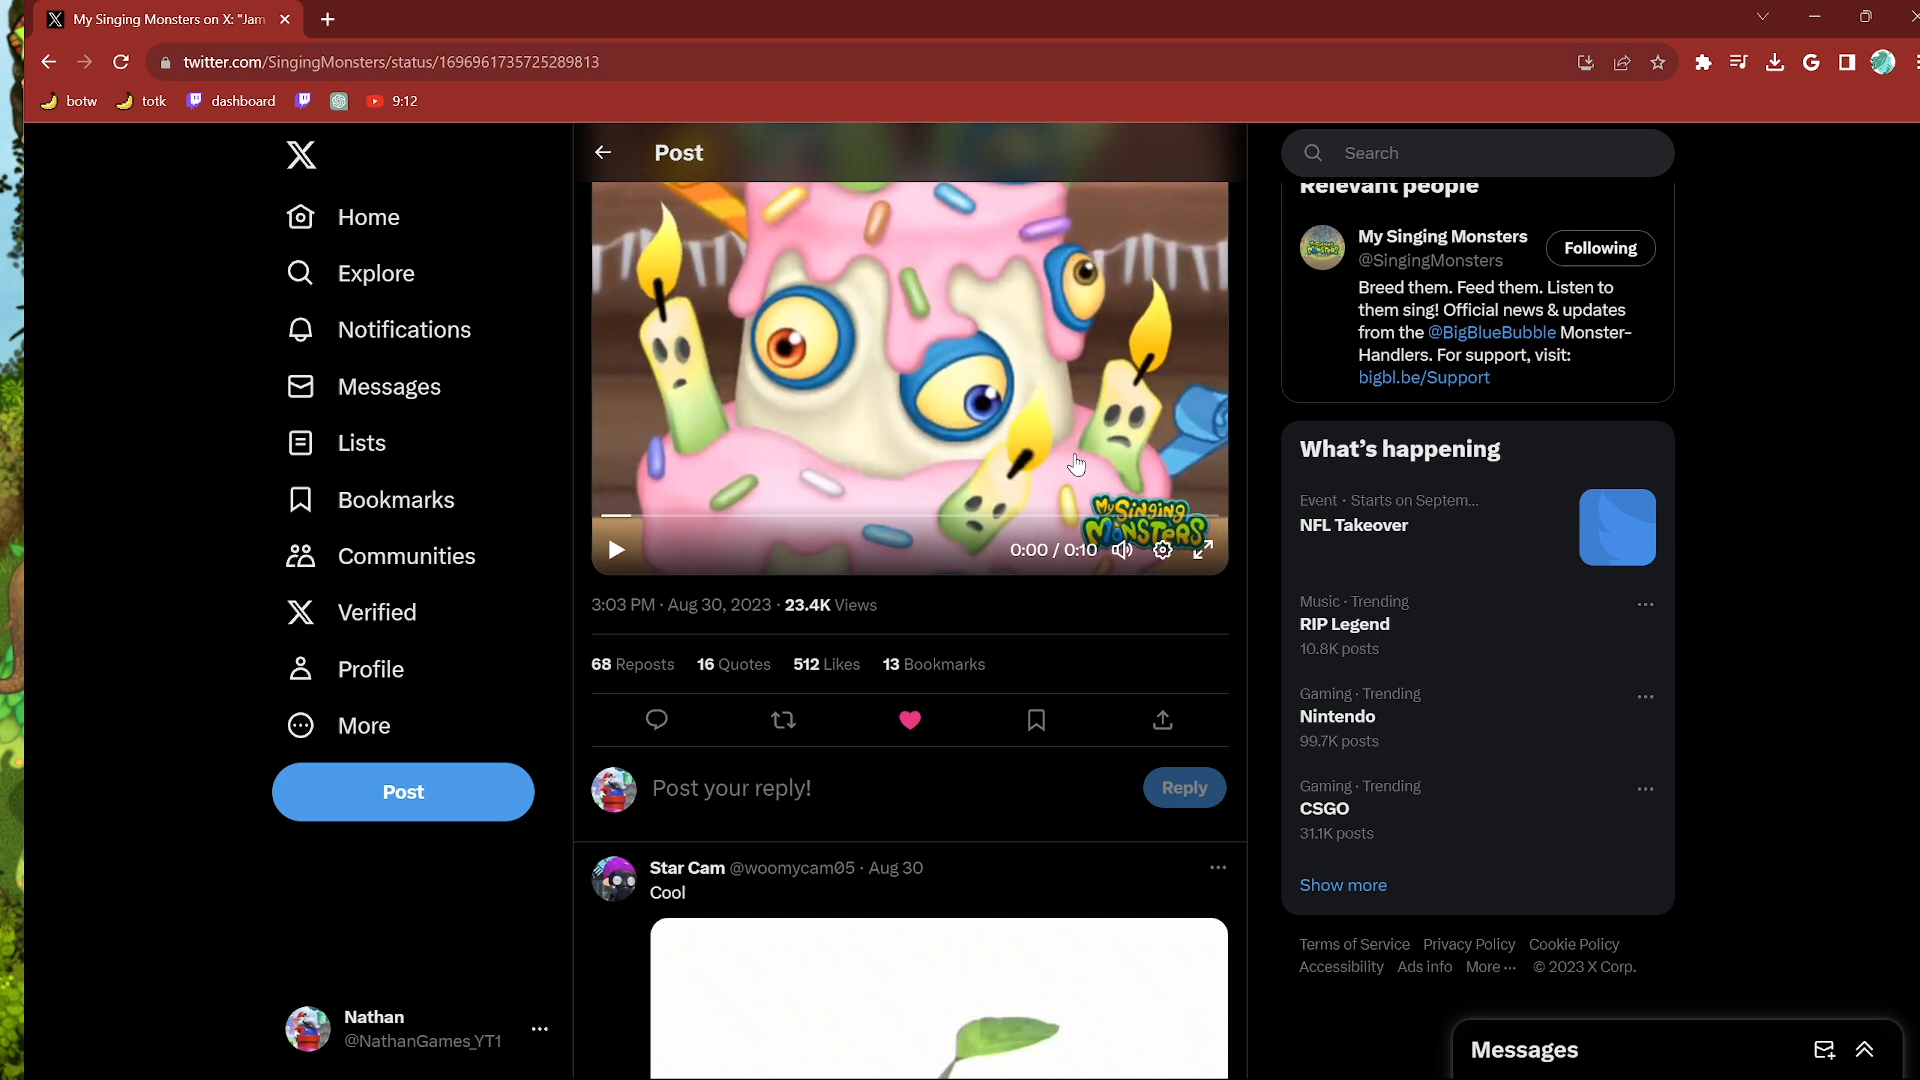 My Singing Monsters on X: "Jam
twitter.com/SingingMonsters/status/1696961735725289813
botw
totk
dashboard
9:12
Home
Explore
Notifications
Messages
Lists
Bookmarks
Communities
Verified
Profile
More
Post
Nathan
@NathanGames_YT1
Post
My Singing
Monsters
0:00 / 0:10
3:03 PM · Aug 30, 2023 · 23.4K Views
68 Reposts 16 Quotes 512 Likes 13 Bookmarks
Post your reply!
Reply
Star Cam @woomycam05 · Aug 30
Cool
Search
Relevant people
My Singing Monsters
@SingingMonsters
Following
Breed them. Feed them. Listen to
them sing! Official news & updates
from the @BigBlueBubble Monster-
Handlers. For support, visit:
bigbl.be/Support
What's happening
Event · Starts on Septem...
NFL Takeover
Music · Trending
RIP Legend
10.8K posts
Gaming · Trending
Nintendo
99.7K posts
Gaming · Trending
CSGO
31.1K posts
Show more
Terms of Service Privacy Policy Cookie Policy
Accessibility Ads info More ··· © 2023 X Corp.
Messages